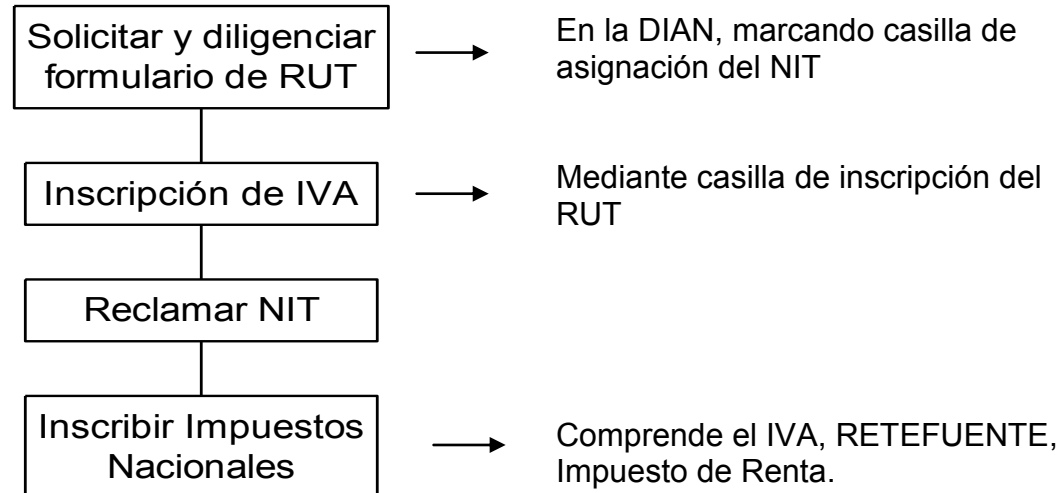 Solicitar y diligenciar
formulario de RUT
En la DIAN, marcando casilla de
asignación del NIT
Inscripción de IVA
Mediante casilla de inscripción del
RUT
Reclamar NIT
Inscribir Impuestos
Nacionales
Comprende el IVA, RETEFUENTE,
Impuesto de Renta.